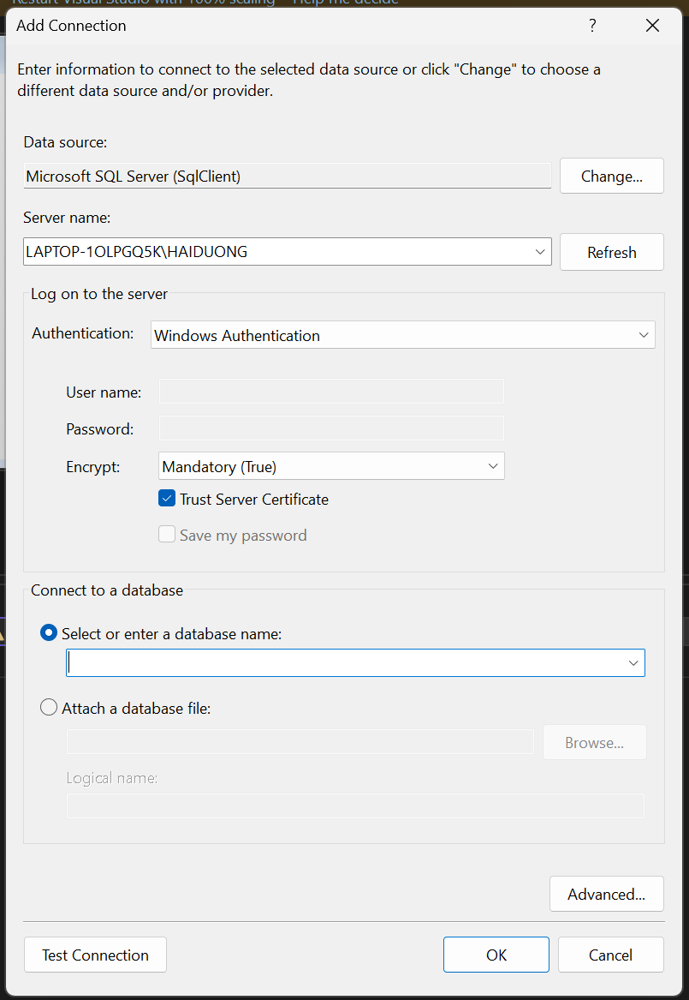 Restart Visual Studio with 100% scaling Help me decide
Add Connection
?
Enter information to connect to the selected data source or click "Change" to choose a
different data source and/or provider.
Data source:
Microsoft SQL Server (SqlClient)
Change...
Server name:
LAPTOP-1OLPGQ5K\HAIDUONG
Refresh
Log on to the server
Authentication:
Windows Authentication
User name:
Password:
Encrypt:
Mandatory (True)
Trust Server Certificate
Save my password
Connect to a database
Select or enter a database name:
Attach a database file:
Browse...
Logical name:
Advanced...
Test Connection
OK
Cancel